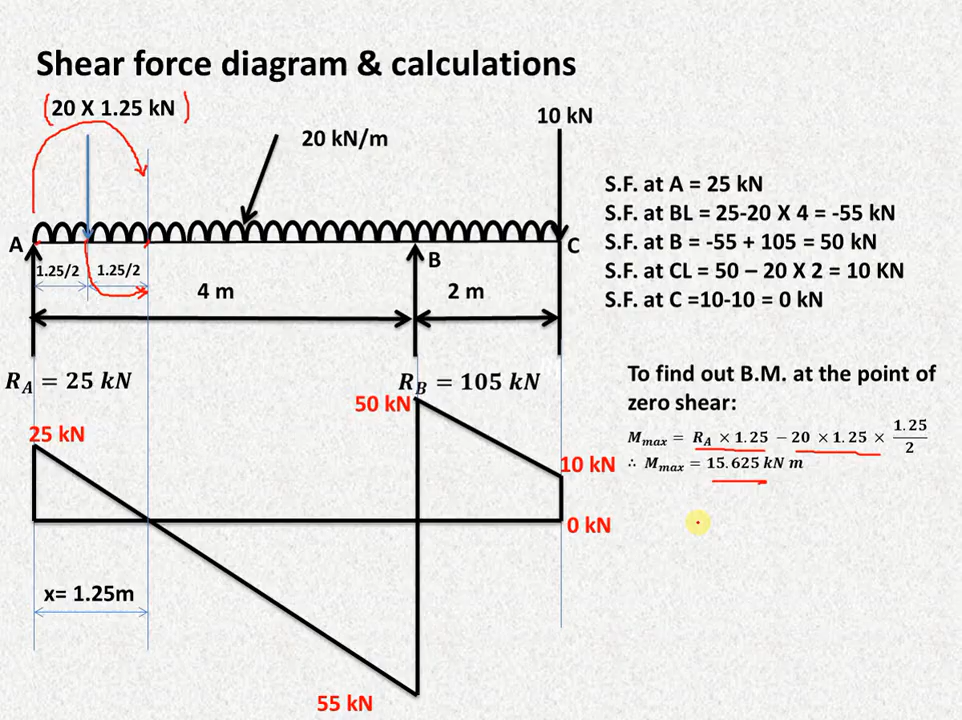 Shear force diagram & calculations
(20 X 1.25 kN )
20 kN/m
10 kN
S.F. at A = 25 kN
S.F. at BL = 25-20 X 4 = -55 kN
S.F. at B = -55 + 105 = 50 kN
S.F. at CL = 50 – 20 X 2 = 10 KN
S.F. at C =10-10 = 0 kN
A
B
C
1.25/2
1.25/2
4 m
2 m
R_A = 25 kN
R_B = 105 kN
To find out B.M. at the point of
zero shear:
M_max = R_A × 1.25 − 20 × 1.25 × 1.25/2
∴ M_max = 15.625 kN m
50 kN
25 kN
10 kN
0 kN
x= 1.25m
55 kN